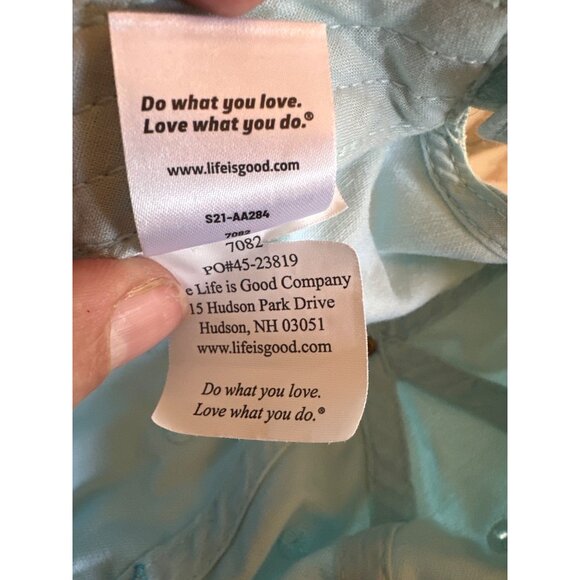 Do what you love.
Love what you do.®
www.lifeisgood.com
S21-AA284
7082
7082
PO#45-23819
e Life is Good Company
15 Hudson Park Drive
Hudson, NH 03051
www.lifeisgood.com
Do what you love.
Love what you do.®